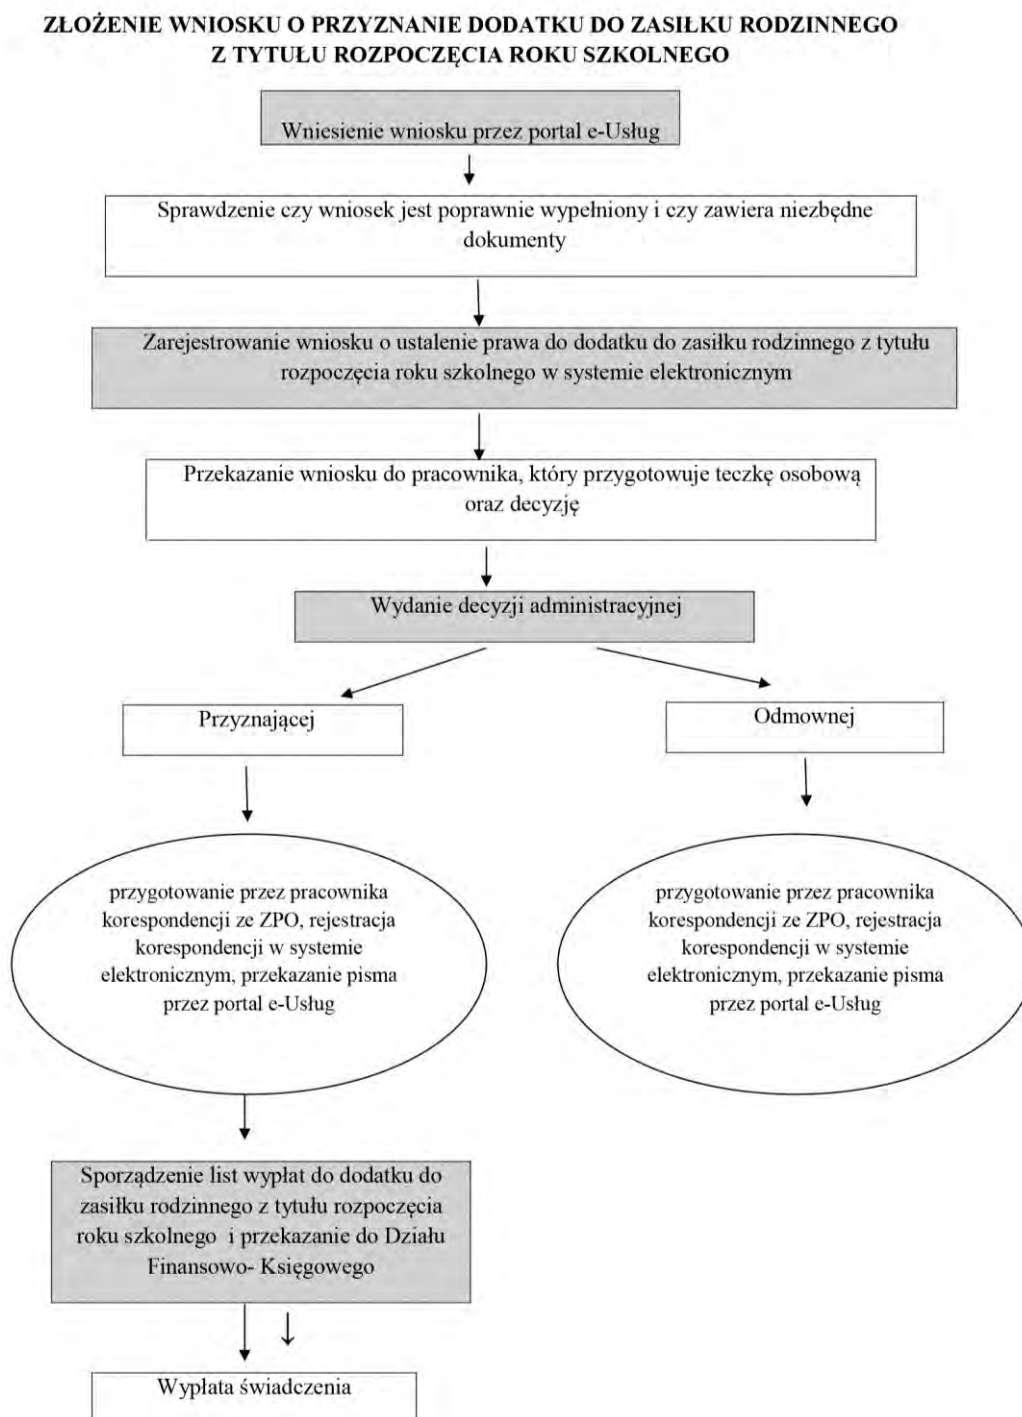 ZŁOŻENIE WNIOSKU O PRZYZNANIE DODATKU DO ZASIŁKU RODZINNEGO
Z TYTUŁU ROZPOCZĘCIA ROKU SZKOLNEGO
Wniesienie wniosku przez portal e-Usług
Sprawdzenie czy wniosek jest poprawnie wypełniony i czy zawiera niezbędne
dokumenty
Zarejestrowanie wniosku o ustalenie prawa do dodatku do zasiłku rodzinnego z tytułu
rozpoczęcia roku szkolnego w systemie elektronicznym
Przekazanie wniosku do pracownika, który przygotowuje teczkę osobową
oraz decyzję
Wydanie decyzji administracyjnej
Przyznającej
Odmownej
przygotowanie przez pracownika
korespondencji ze ZPO, rejestracja
korespondencji w systemie
elektronicznym, przekazanie pisma
przez portal e-Usług
przygotowanie przez pracownika
korespondencji ze ZPO, rejestracja
korespondencji w systemie
elektronicznym, przekazanie pisma
przez portal e-Usług
Sporządzenie list wypłat do dodatku do
zasiłku rodzinnego z tytułu rozpoczęcia
roku szkolnego i przekazanie do Działu
Finansowo- Księgowego
Wypłata świadczenia